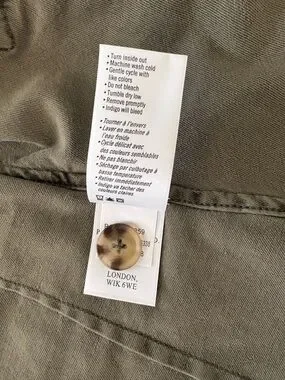 • Turn inside out
• Machine wash cold
• Gentle cycle with
like colors
• Do not bleach
• Tumble dry low
• Remove promptly
• Indigo will bleed
• Tourner à l'envers
• Laver en machine à
l'eau froide
• Cycle délicat avec
des couleurs semblables
• Ne pas blanchir
• Séchage par culbutage à
basse température
• Retirer immédiatement
• Indigo va tacher des
couleurs claires
LONDON,
W1K 6WE